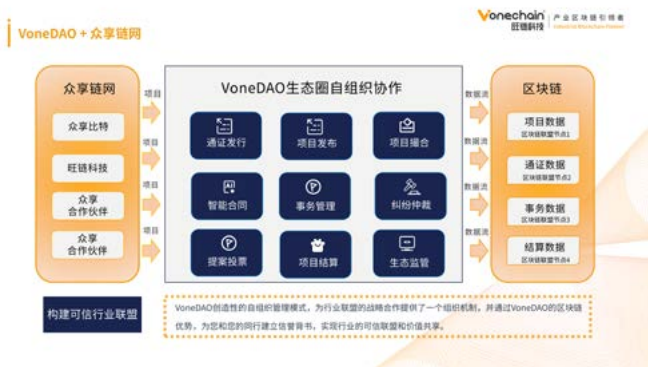 Vonechain
旺链科技
产业区块链引领者
VoneDAO + 众享链网
众享链网
众享比特
旺链科技
众享
合作伙伴
众享
合作伙伴
项目
项目
项目
项目
VoneDAO生态圈自组织协作
通证发行
项目发布
项目撮合
智能合同
事务管理
纠纷仲裁
提案投票
项目结算
生态监管
数据流
数据流
数据流
数据流
区块链
项目数据
区块链联盟节点1
通证数据
区块链联盟节点2
事务数据
区块链联盟节点3
结算数据
区块链联盟节点4
构建可信行业联盟
VoneDAO创造性的自组织管理模式，为行业联盟的战略合作提供了一个组织机制，并通过VoneDAO的区块链
优势，为您和您的同行建立信誉背书，实现行业的可信联盟和价值共享。